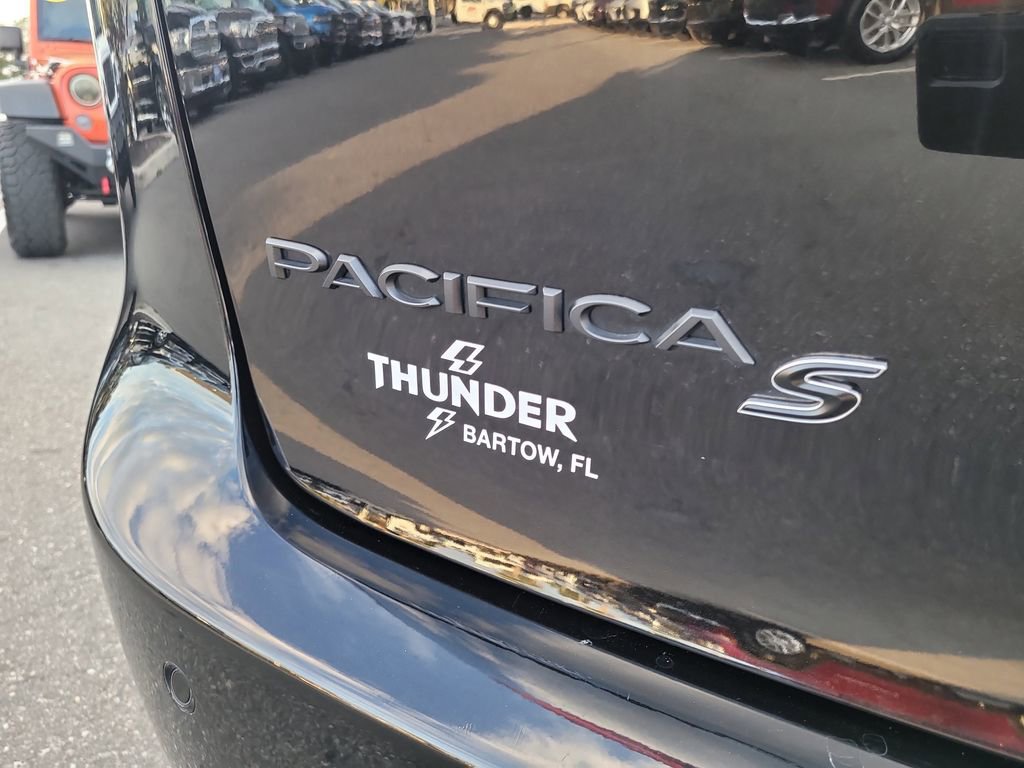 PACIFICA S
THUNDER
BARTOW, FL